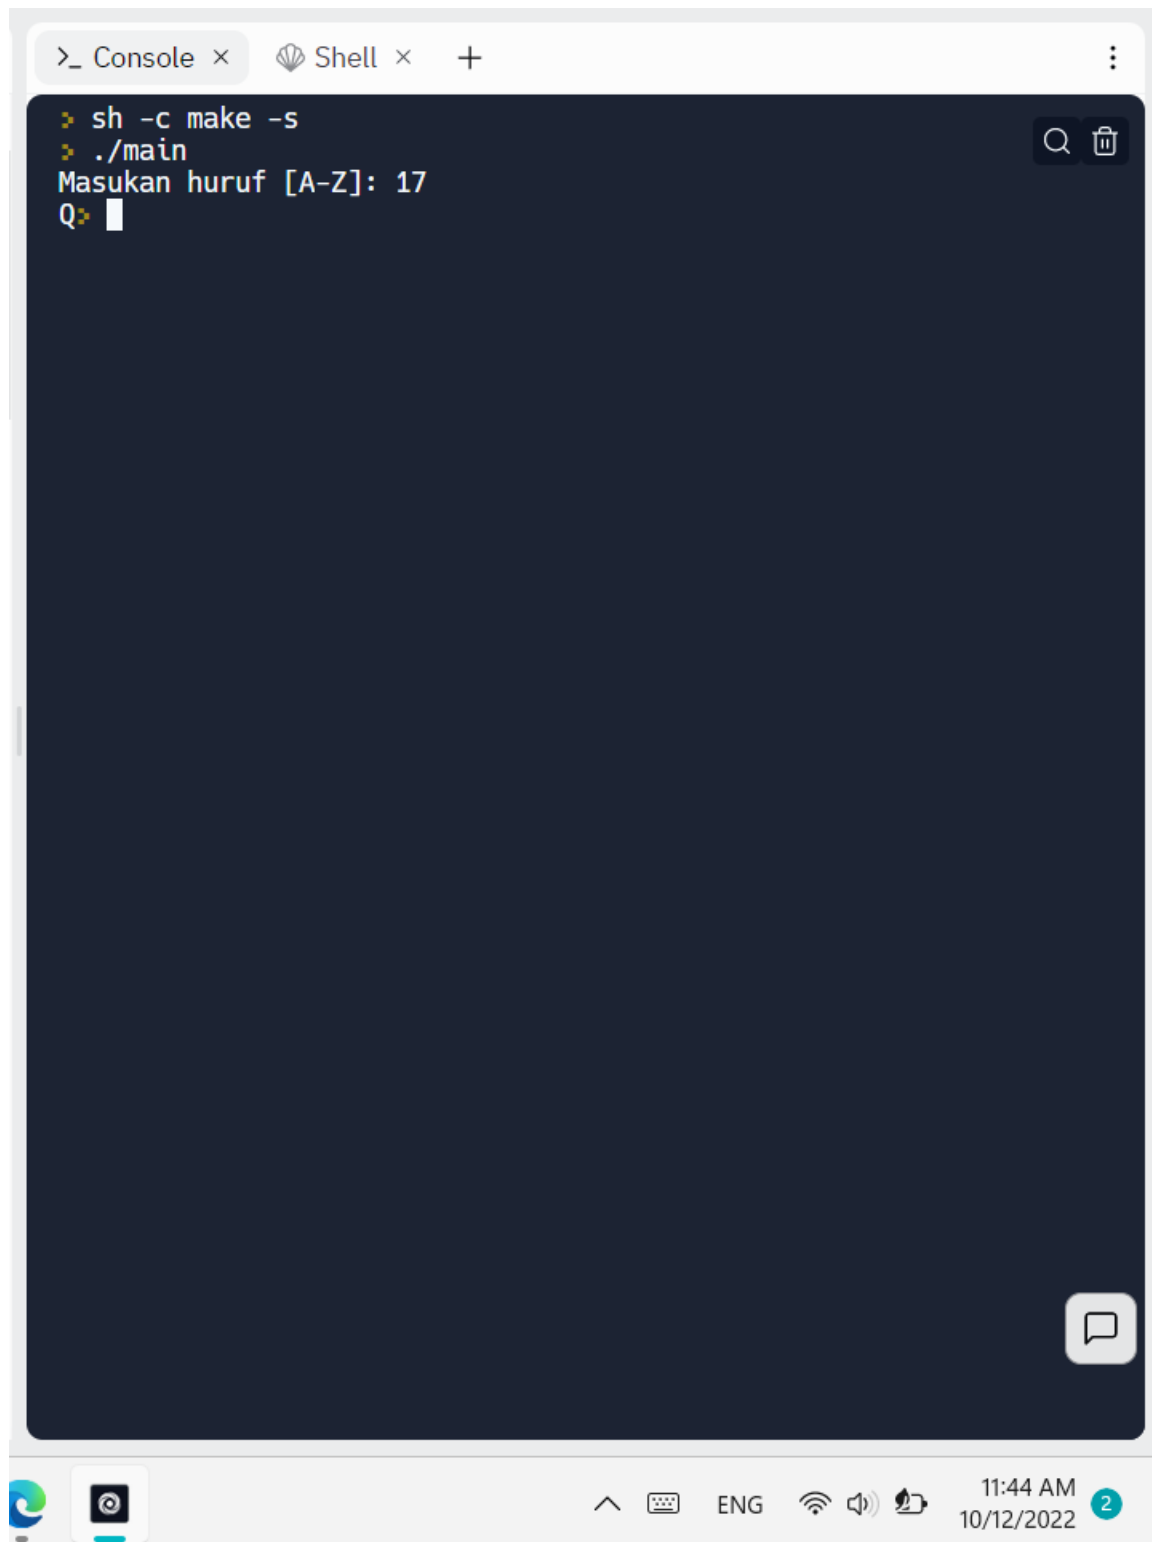 >_ Console × Shell × +
> sh -c make -s
> ./main
Masukan huruf [A-Z]: 17
Q>
ENG
11:44 AM
10/12/2022
2